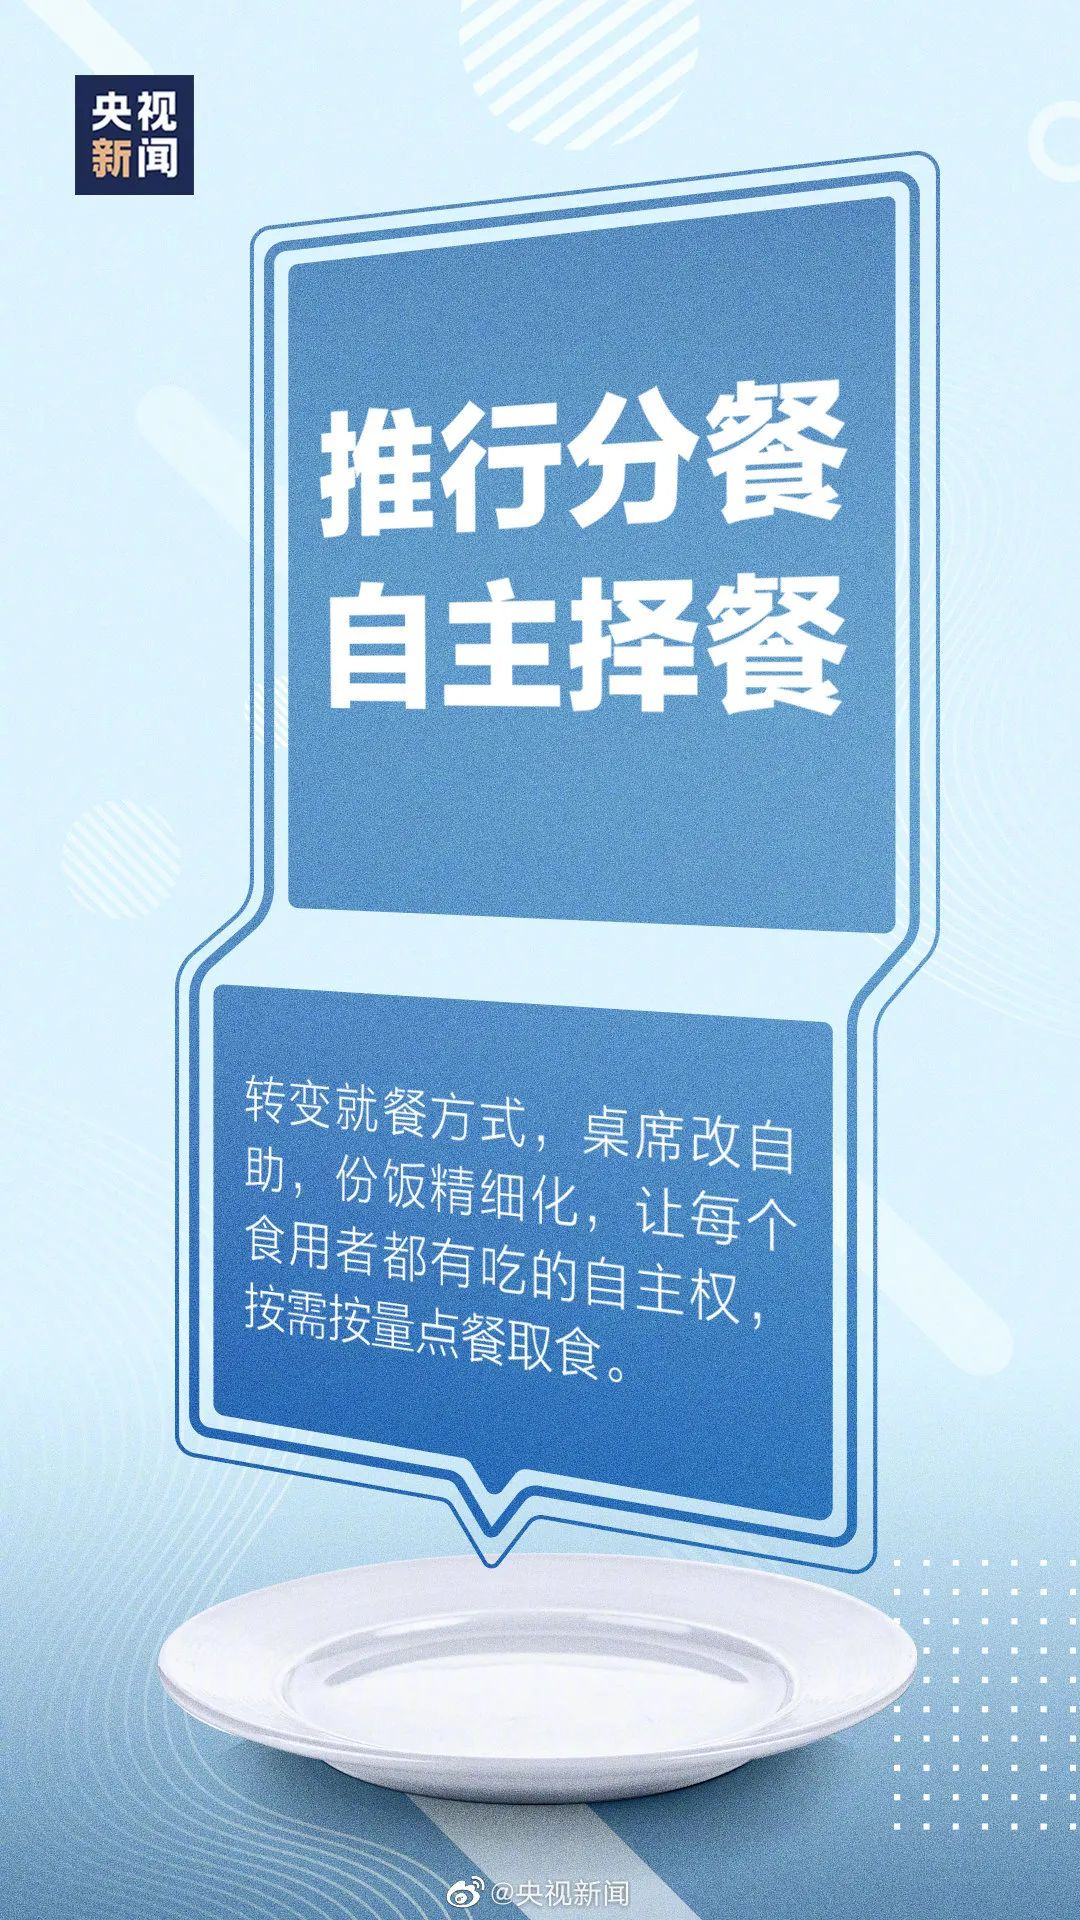 央视
新闻
推行分餐
自主择餐
转变就餐方式，桌席改自
助，份饭精细化，让每个
食用者都有吃的自主权，
按需按量点餐取食。
@央视新闻